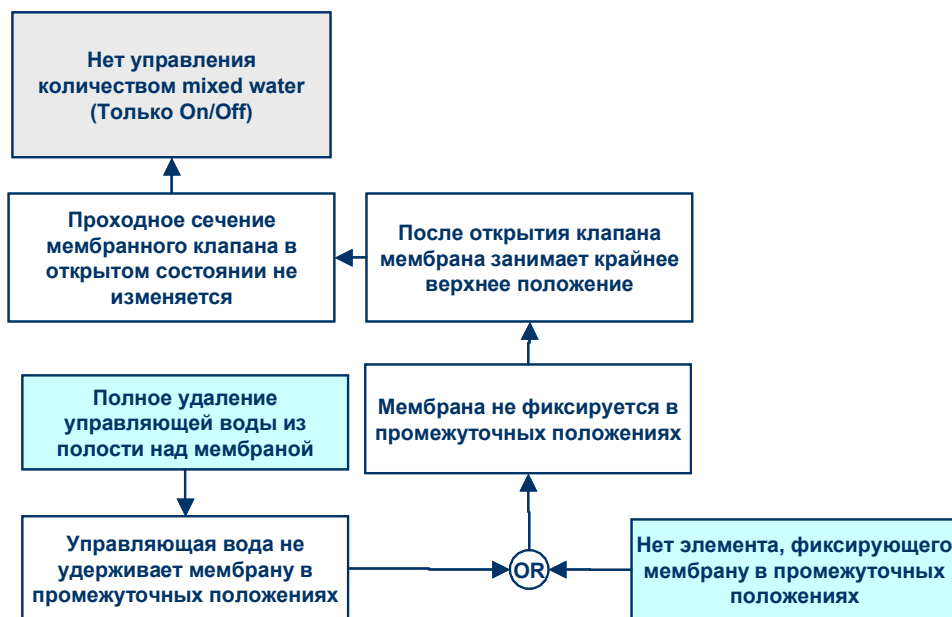 Нет управления
количеством mixed water
(Только On/Off)
Проходное сечение
мембранного клапана в
открытом состоянии не
изменяется
После открытия клапана
мембрана занимает крайнее
верхнее положение
Полное удаление
управляющей воды из
полости над мембраной
Мембрана не фиксируется в
промежуточных положениях
Управляющая вода не
удерживает мембрану в
промежуточных положениях
OR
Нет элемента, фиксирующего
мембрану в промежуточных
положениях